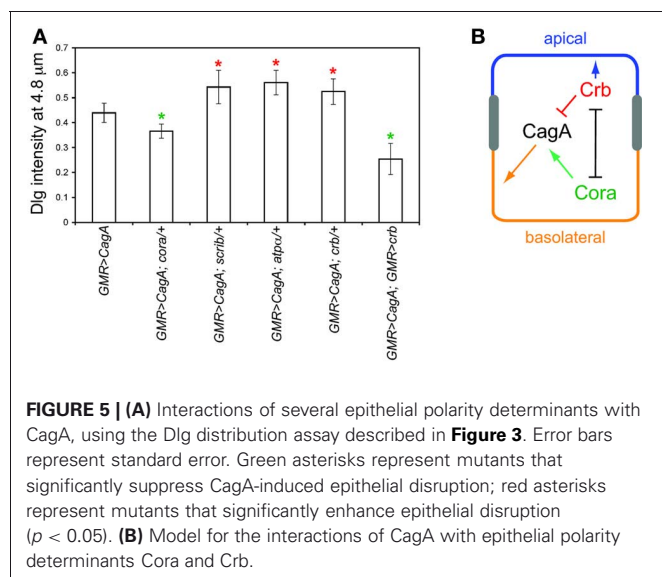 A
Dlg intensity at 4.8 μm
0.7
0.6
0.5
0.4
0.3
0.2
0.1
0
*
*
*
*
*
GMR>CagA
GMR>CagA; cora/+
GMR>CagA; scrib/+
GMR>CagA; atpα/+
GMR>CagA; crb/+
GMR>CagA; GMR>crb
B
apical
Crb
CagA
Cora
basolateral
FIGURE 5 | (A) Interactions of several epithelial polarity determinants with
CagA, using the Dlg distribution assay described in Figure 3. Error bars
represent standard error. Green asterisks represent mutants that
significantly suppress CagA-induced epithelial disruption; red asterisks
represent mutants that significantly enhance epithelial disruption
(p < 0.05). (B) Model for the interactions of CagA with epithelial polarity
determinants Cora and Crb.